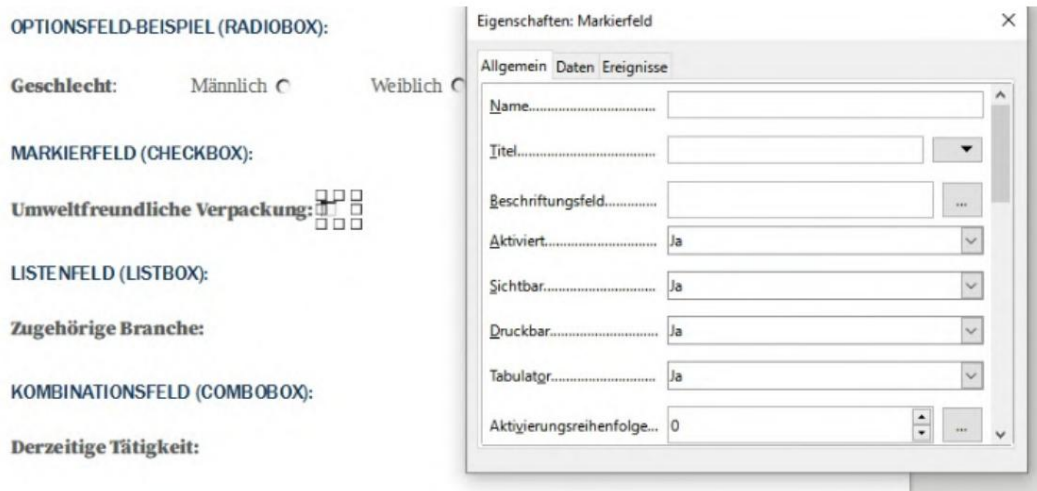 OPTIONSFELD-BEISPIEL (RADIOBOX):
Geschlecht: Männlich Weiblich
MARKIERFELD (CHECKBOX):
Umweltfreundliche Verpackung:
LISTENFELD (LISTBOX):
Zugehörige Branche:
KOMBINATIONSFELD (COMBOBOX):
Derzeitige Tätigkeit:
Eigenschaften: Markierfeld
Allgemein Daten Ereignisse
Name....................................
Titel.......................................
Beschriftungsfeld.............. ...
Aktiviert............................... Ja
Sichtbar............................... Ja
Druckbar.............................. Ja
Tabulator............................. Ja
Aktivierungsreihenfolge... 0 ...